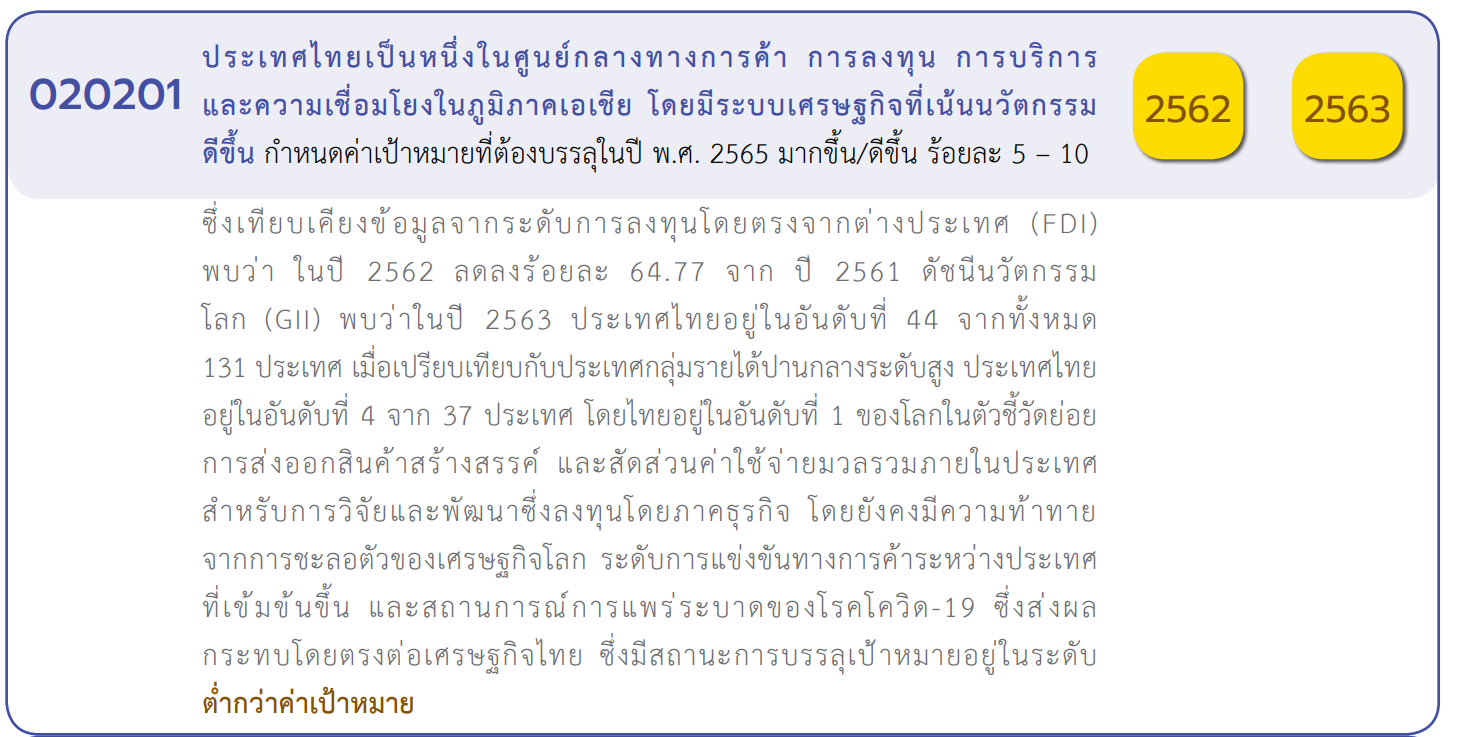 020201
ประเทศไทยเป็นหนึ่งในศูนย์กลางทางการค้า การลงทุน การบริการ
และความเชื่อมโยงในภูมิภาคเอเชีย โดยมีระบบเศรษฐกิจที่เน้นนวัตกรรม
ดีขึ้น กำหนดค่าเป้าหมายที่ต้องบรรลุในปี พ.ศ. 2565 มากขึ้น/ดีขึ้น ร้อยละ 5 – 10
2562
2563
ซึ่งเทียบเคียงข้อมูลจากระดับการลงทุนโดยตรงจากต่างประเทศ (FDI)
พบว่า ในปี 2562 ลดลงร้อยละ 64.77 จาก ปี 2561 ดัชนีนวัตกรรม
โลก (GII) พบว่าในปี 2563 ประเทศไทยอยู่ในอันดับที่ 44 จากทั้งหมด
131 ประเทศ เมื่อเปรียบเทียบกับประเทศกลุ่มรายได้ปานกลางระดับสูง ประเทศไทย
อยู่ในอันดับที่ 4 จาก 37 ประเทศ โดยไทยอยู่ในอันดับที่ 1 ของโลกในตัวชี้วัดย่อย
การส่งออกสินค้าสร้างสรรค์ และสัดส่วนค่าใช้จ่ายมวลรวมภายในประเทศ
สำหรับการวิจัยและพัฒนาซึ่งลงทุนโดยภาคธุรกิจ โดยยังคงมีความท้าทาย
จากการชะลอตัวของเศรษฐกิจโลก ระดับการแข่งขันทางการค้าระหว่างประเทศ
ที่เข้มข้นขึ้น และสถานการณ์การแพร่ระบาดของโรคโควิด-19 ซึ่งส่งผล
กระทบโดยตรงต่อเศรษฐกิจไทย ซึ่งมีสถานะการบรรลุเป้าหมายอยู่ในระดับ
ต่ำกว่าค่าเป้าหมาย